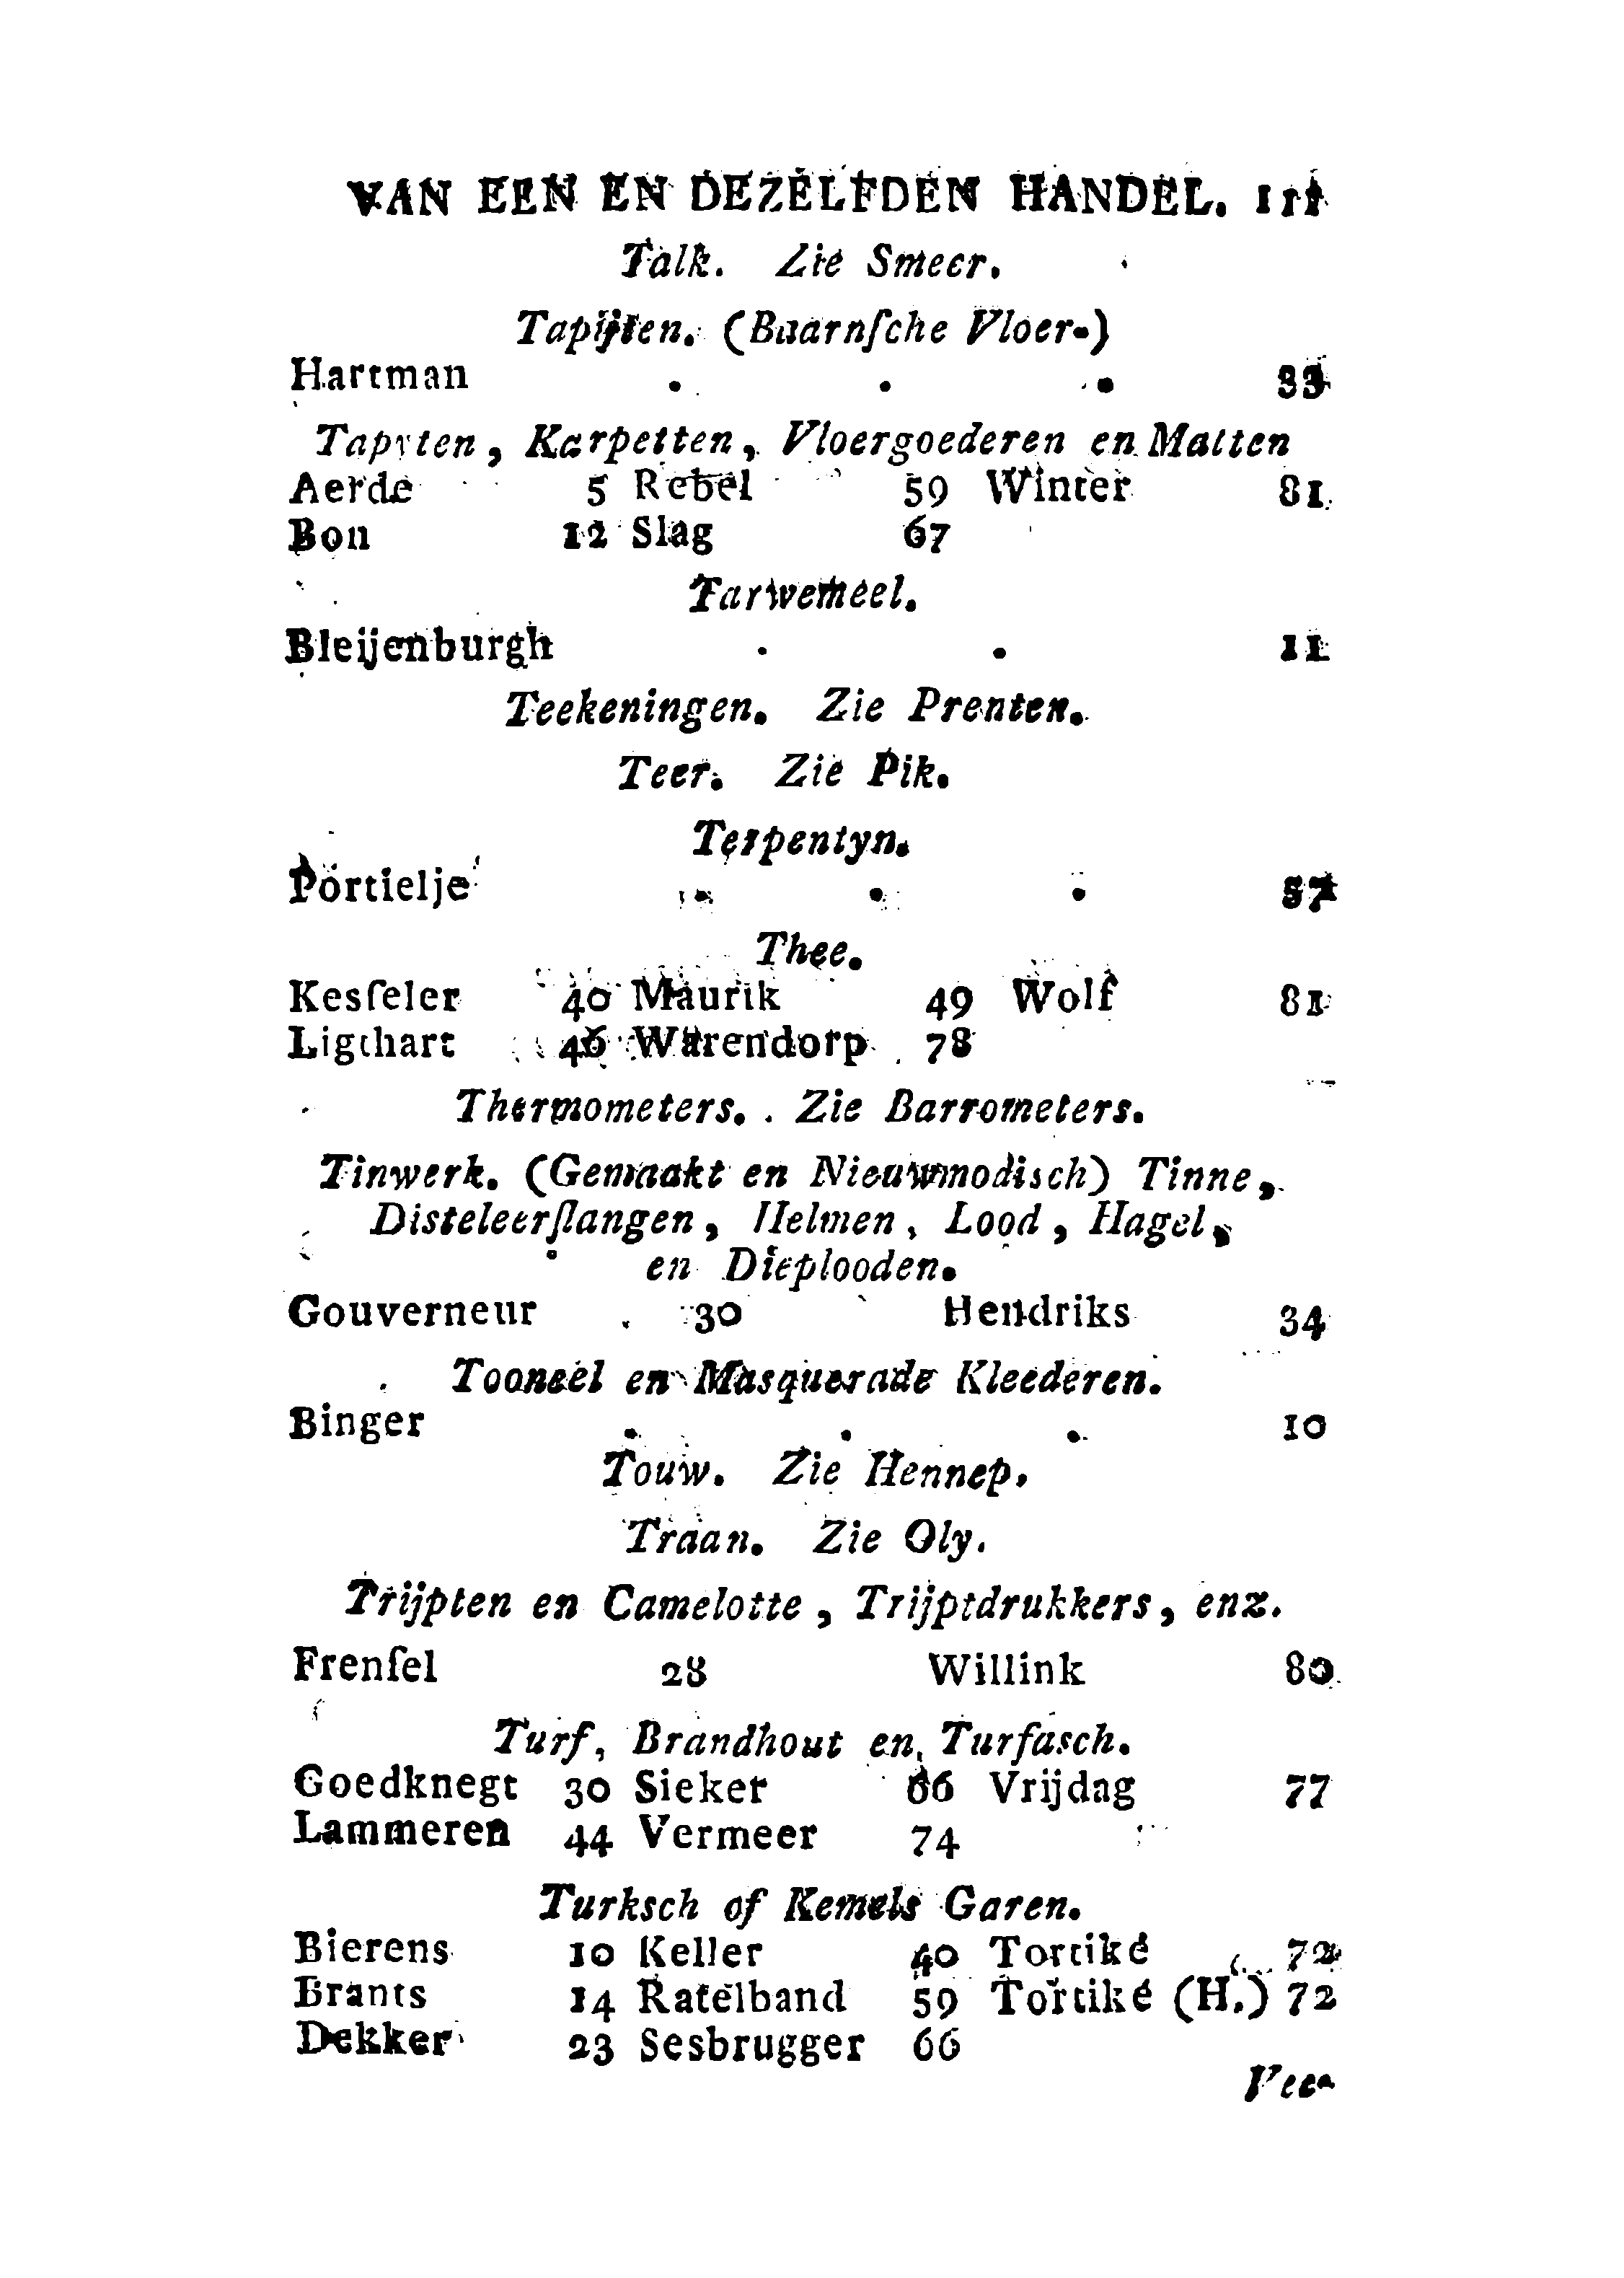 VAN EEN EN DEZELFDEN HANDEL. 111
Talk. Zie Smeer.
Tapijten. (Baarnſche Vloer-)
Hartman . . . 33
Tapyten, Karpetten, Vloergoederen en Matten
Aerde 5 Rebel 59 Winter 81
Bon 12 Slag 67
Tarwemeel.
Bleijenburgh . . 11
Teekeningen. Zie Prenten.
Teer. Zie Pik.
Terpentyn.
Portielje . . . 57
Thee.
Kesſeler 40 Maurik 49 Wolf 81
Ligthart 46 Warendorp 78
Thermometers. Zie Barrometers.
Tinwerk. (Gemaakt en Nieuwmodisch) Tinne,
Disteleerſlangen, Helmen, Lood, Hagel,
en Dieplooden.
Gouverneur . 30 Hendriks 34
Tooneel en Masquerade Kleederen.
Binger . . . 10
Touw. Zie Hennep.
Traan. Zie Oly.
Trijpten en Camelotte, Trijptdrukkers, enz.
Frenſel 28 Willink 80
Turf, Brandhout en Turfasch.
Goedknegt 30 Sieker 66 Vrijdag 77
Lammeren 44 Vermeer 74
Turksch of Kemels Garen.
Bierens 10 Keller 40 Tortiké 72
Brants 14 Ratelband 59 Tortiké (H.) 72
Dekker 23 Sesbrugger 66
Vee-